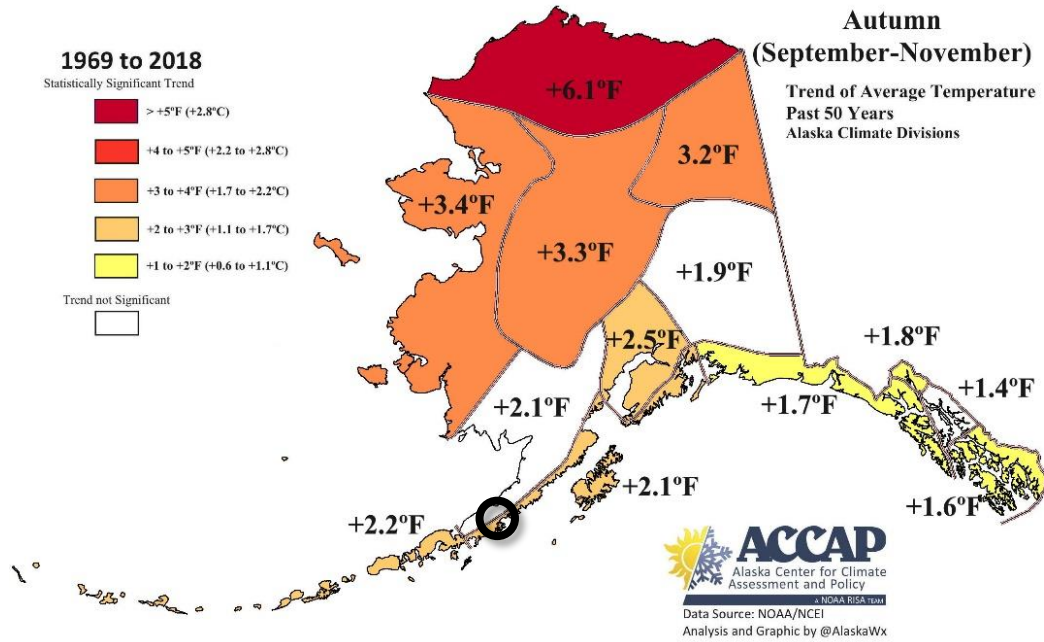 1969 to 2018
Statistically Significant Trend
> +5ºF (+2.8ºC)
+4 to +5ºF (+2.2 to +2.8ºC)
+3 to +4ºF (+1.7 to +2.2ºC)
+2 to +3ºF (+1.1 to +1.7ºC)
+1 to +2ºF (+0.6 to +1.1ºC)
Trend not Significant
Autumn
(September-November)
Trend of Average Temperature
Past 50 Years
Alaska Climate Divisions
+6.1ºF
3.2ºF
+3.4ºF
+3.3ºF
+1.9ºF
+2.5ºF
+1.8ºF
+1.4ºF
+2.1ºF
+1.7ºF
+2.1ºF
+1.6ºF
+2.2ºF
ACCAP
Alaska Center for Climate
Assessment and Policy
A NOAA RISA TEAM
Data Source: NOAA/NCEI
Analysis and Graphic by @AlaskaWx